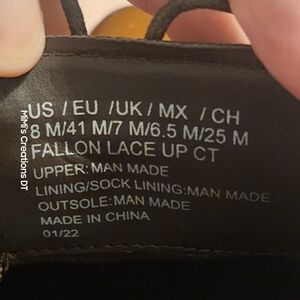 US / EU / UK / MX / CH
8 M/41 M/7 M/6.5 M/25 M
FALLON LACE UP CT
UPPER: MAN MADE
LINING/SOCK LINING:MAN MADE
OUTSOLE: MAN MADE
MADE IN CHINA
01/22
MiMi's Creations DT